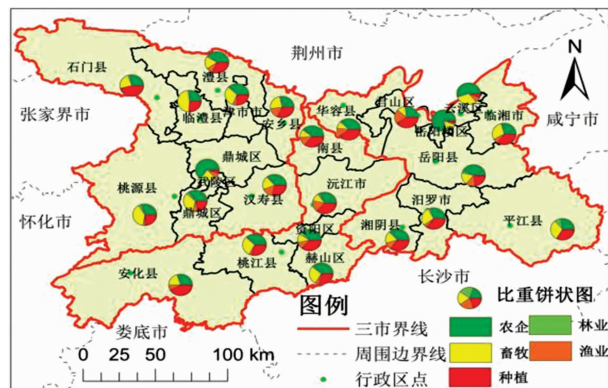 荆州市
N
石门县
澧县
张家界市
临澧县
津市市
安乡县
华容县
君山区
云溪区
临湘市
咸宁市
岳阳楼区
南县
岳阳县
鼎城区
武陵区
桃源县
汉寿县
沅江市
汨罗市
怀化市
鼎城区
湘阴县
平江县
资阳区
桃江县
赫山区
安化县
长沙市
娄底市
图例
比重饼状图
三市界线
农企
林业
周围边界线
畜牧
渔业
行政区点
种植
0 50 100 km